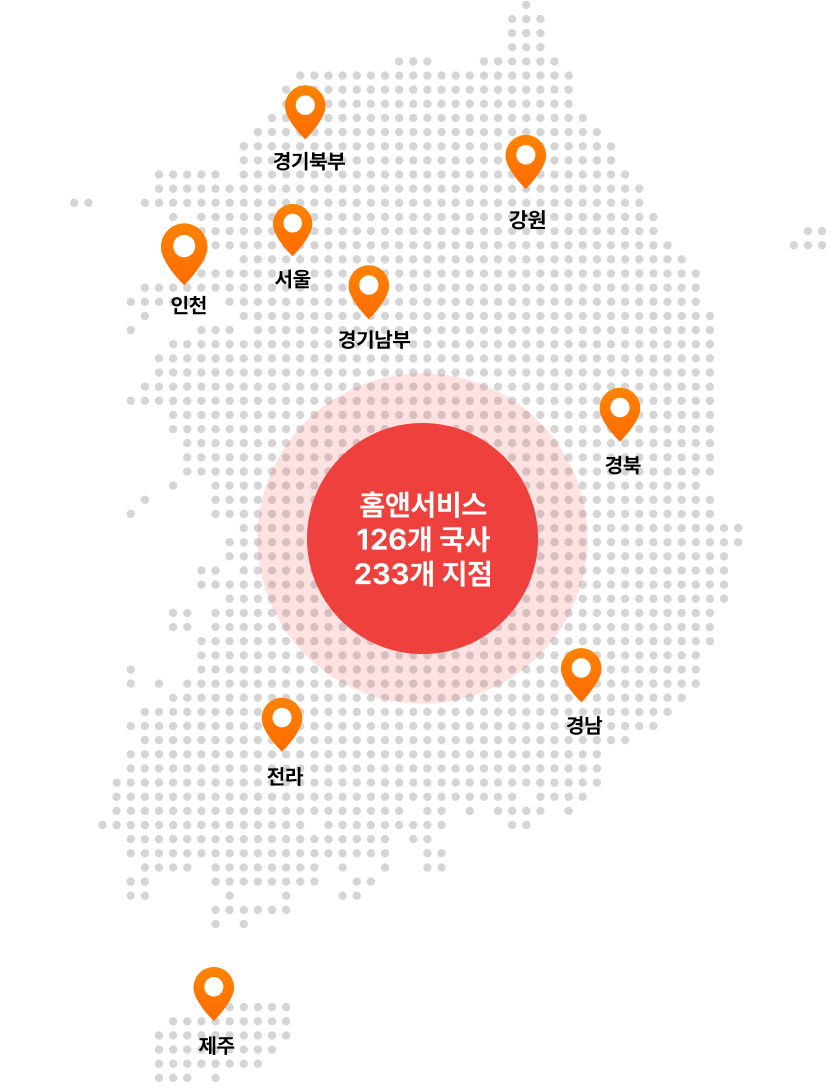 경기북부
강원
서울
인천
경기남부
경북
홈앤서비스
126개 국사
233개 지점
경남
전라
제주